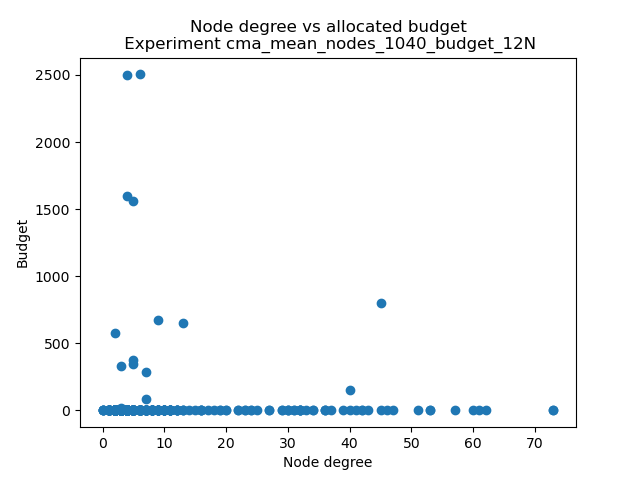 Node degree vs allocated budget
Experiment cma_mean_nodes_1040_budget_12N
2500
2000
1500
1000
500
0
Budget
0 10 20 30 40 50 60 70
Node degree